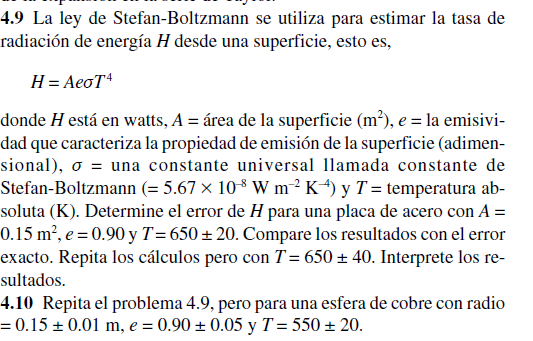 4.9 La ley de Stefan-Boltzmann se utiliza para estimar la tasa de
radiación de energía H desde una superficie, esto es,
H = AeσT⁴
donde H está en watts, A = área de la superficie (m²), e = la emisivi-
dad que caracteriza la propiedad de emisión de la superficie (adimen-
sional), σ = una constante universal llamada constante de
Stefan-Boltzmann (= 5.67 × 10⁻⁸ W m⁻² K⁻⁴) y T = temperatura ab-
soluta (K). Determine el error de H para una placa de acero con A =
0.15 m², e = 0.90 y T = 650 ± 20. Compare los resultados con el error
exacto. Repita los cálculos pero con T = 650 ± 40. Interprete los re-
sultados.
4.10 Repita el problema 4.9, pero para una esfera de cobre con radio
= 0.15 ± 0.01 m, e = 0.90 ± 0.05 y T = 550 ± 20.